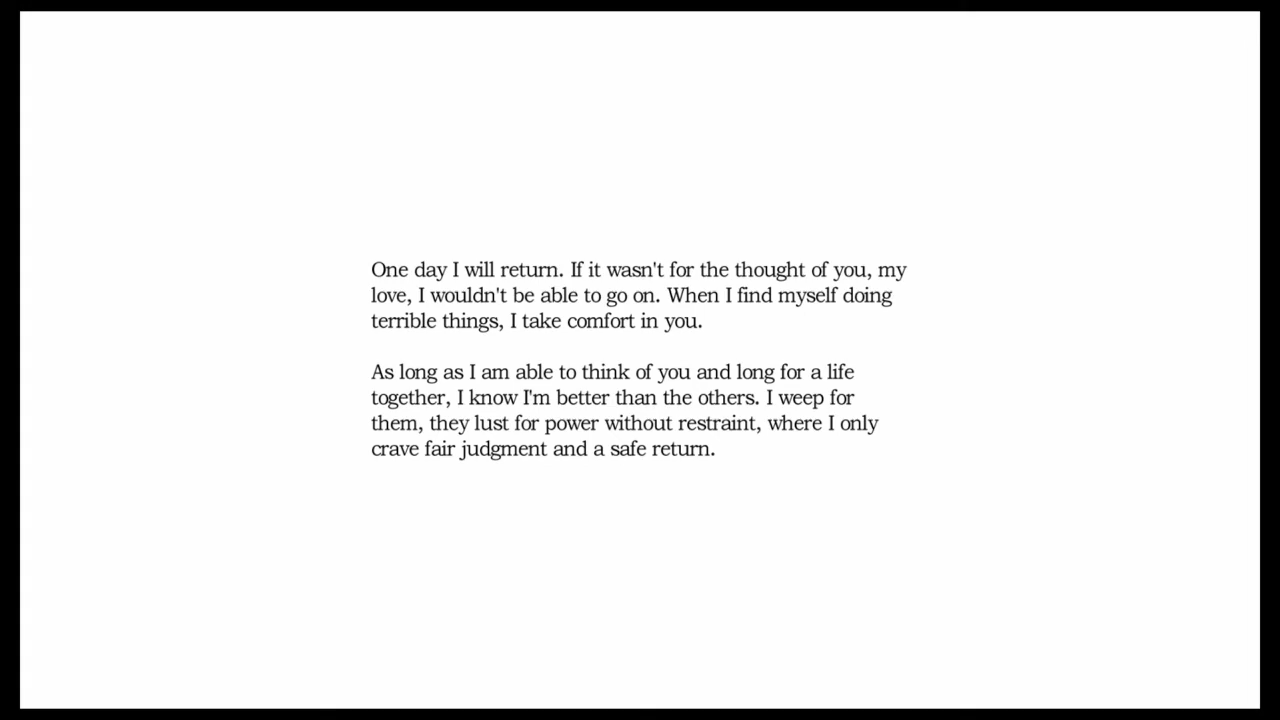 One day I will return. If it wasn't for the thought of you, my
love, I wouldn't be able to go on. When I find myself doing
terrible things, I take comfort in you.
As long as I am able to think of you and long for a life
together, I know I'm better than the others. I weep for
them, they lust for power without restraint, where I only
crave fair judgment and a safe return.